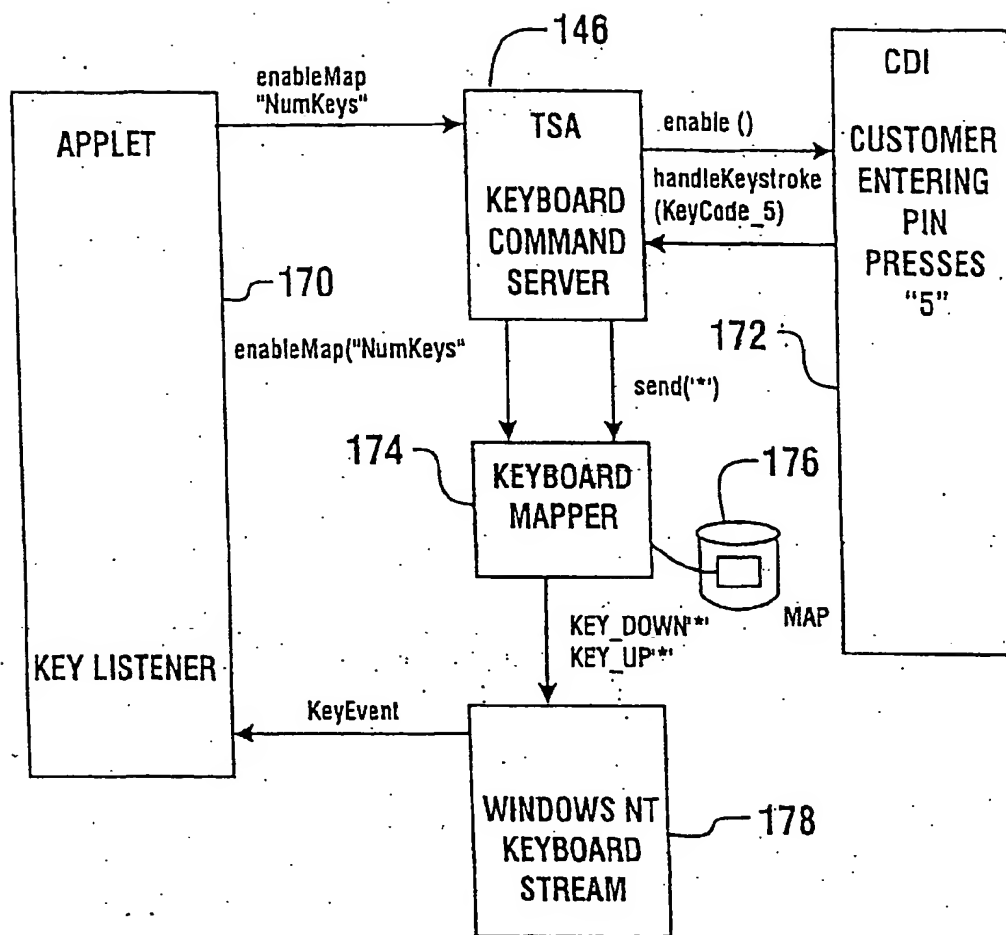 146
enableMap
"NumKeys"
APPLET
TSA
KEYBOARD
COMMAND
SERVER
enable ()
handleKeystroke
(KeyCode_5)
CDI
CUSTOMER
ENTERING
PIN
PRESSES
"5"
170
172
enableMap("NumKeys"
send('*')
174
KEYBOARD
MAPPER
176
MAP
KEY_DOWN'*'
KEY_UP'*'
KEY LISTENER
KeyEvent
WINDOWS NT
KEYBOARD
STREAM
178